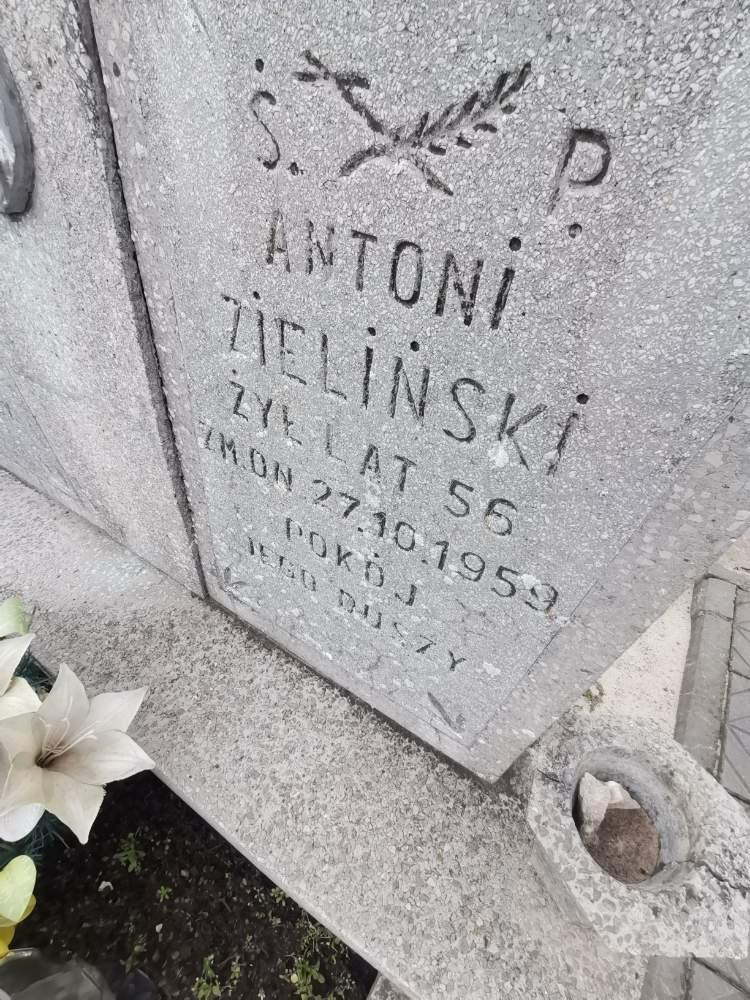 Ś. P.
ANTONI
ZIELIŃSKI
ŻYŁ LAT 56
ZM. DN. 27.10.1959
POKÓJ
JEGO DUSZY